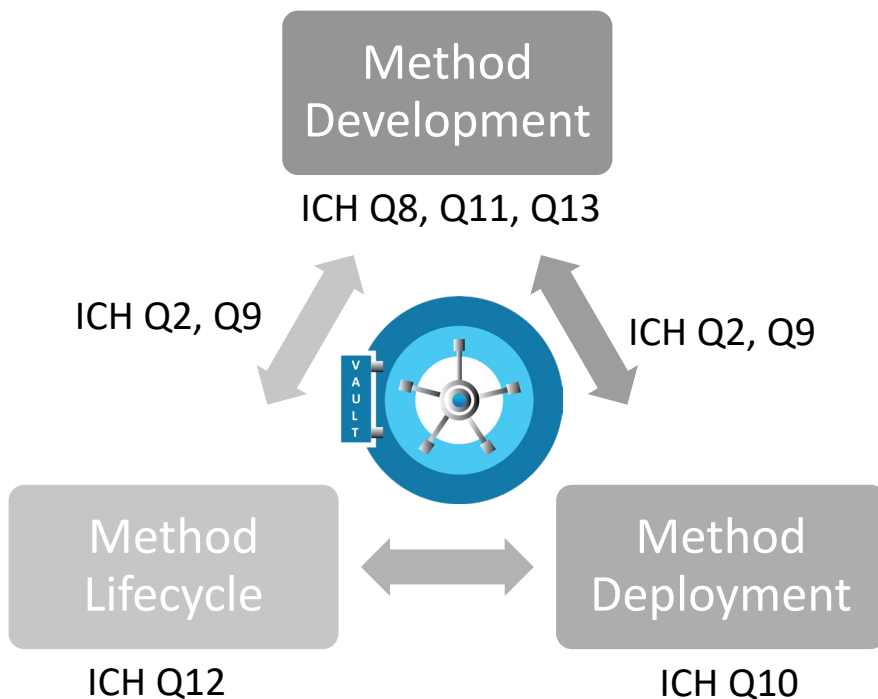 Method
Development
ICH Q8, Q11, Q13
ICH Q2, Q9
ICH Q2, Q9
VAULT
Method
Lifecycle
Method
Deployment
ICH Q12
ICH Q10